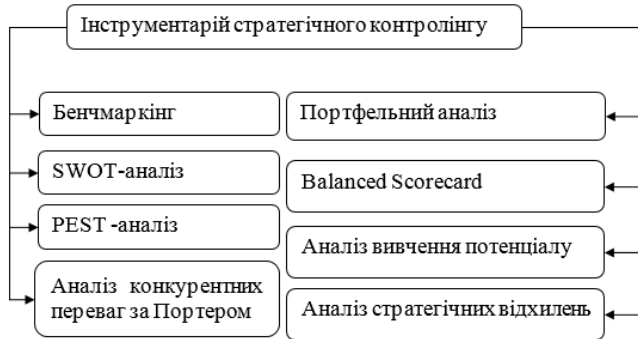 Інструментарій стратегічного контролінгу
Бенчмаркінг
SWOT-аналіз
PEST -аналіз
Аналіз конкурентних
переваг за Портером
Портфельний аналіз
Balanced Scorecard
Аналіз вивчення потенціалу
Аналіз стратегічних відхилень